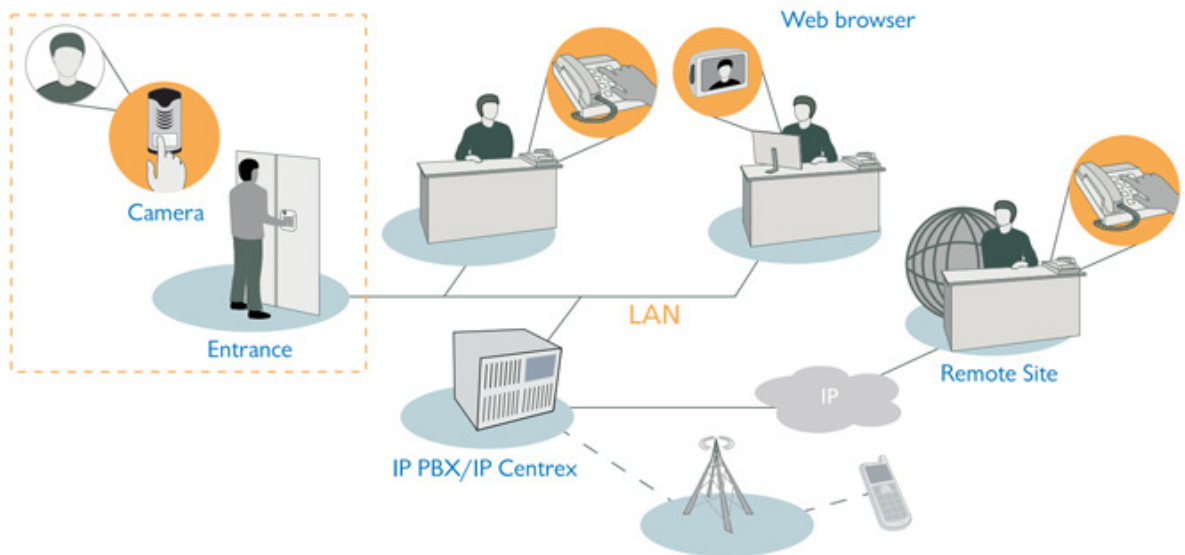 Web browser
Camera
LAN
Entrance
IP
Remote Site
IP PBX/IP Centrex